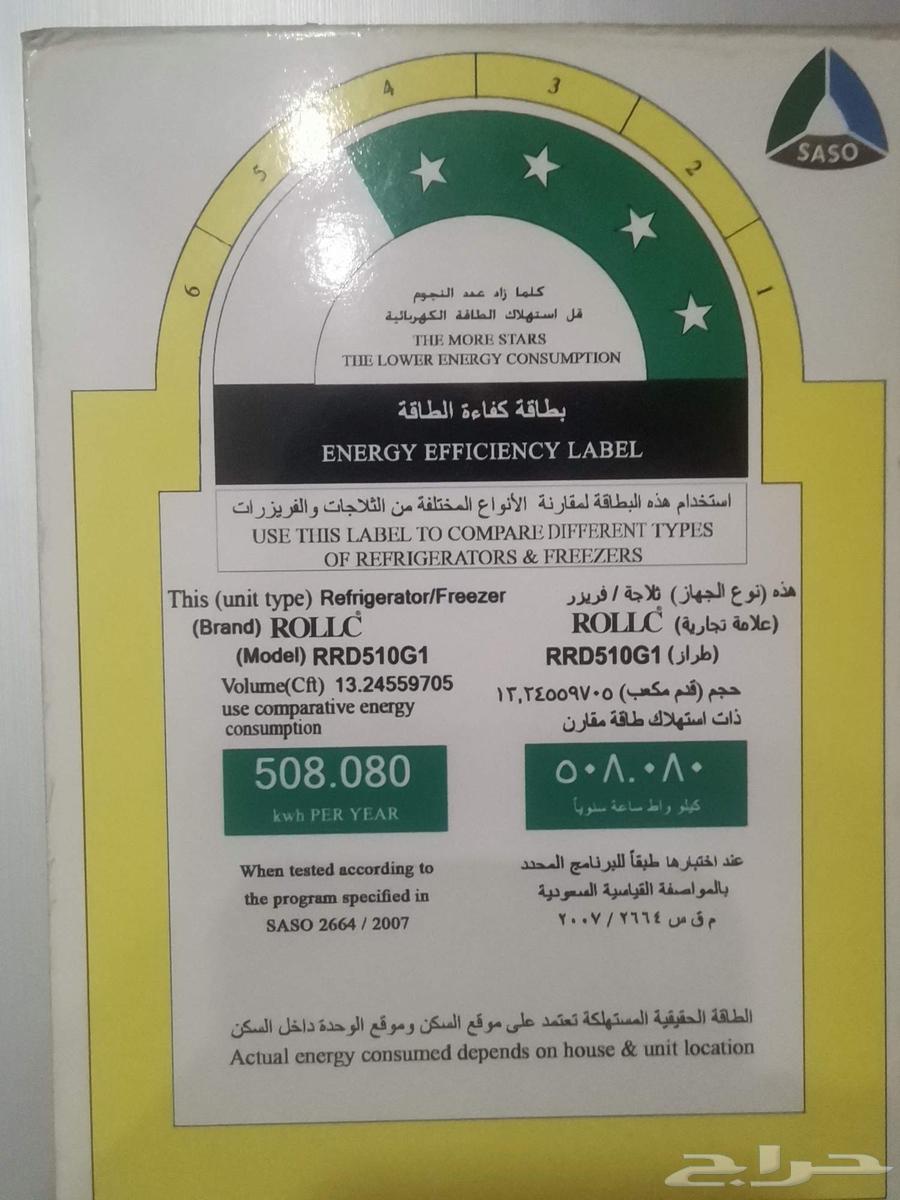 SASO
6
5
4
3
2
1
كلما زاد عدد النجوم
قل استهلاك الطاقة الكهربائية
THE MORE STARS
THE LOWER ENERGY CONSUMPTION
بطاقة كفاءة الطاقة
ENERGY EFFICIENCY LABEL
استخدام هذه البطاقة لمقارنة الأنواع المختلفة من الثلاجات والفريزرات
USE THIS LABEL TO COMPARE DIFFERENT TYPES
OF REFRIGERATORS & FREEZERS
This (unit type) Refrigerator/Freezer
(Brand) ROLLC®
(Model) RRD510G1
Volume(Cft) 13.24559705
use comparative energy
consumption
508.080
kwh PER YEAR
When tested according to
the program specified in
SASO 2664 / 2007
هذه (نوع الجهاز) ثلاجة / فريزر
(علامة تجارية) ROLLC®
(طراز) RRD510G1
حجم (قدم مكعب) ١٣,٢٤٥٥٩٧٠٥
ذات استهلاك طاقة مقارن
٥٠٨.٠٨٠
كيلو واط ساعة سنوياً
عند اختبارها طبقاً للبرنامج المحدد
بالمواصفة القياسية السعودية
م ق س ٢٦٦٤ / ٢٠٠٧
الطاقة الحقيقية المستهلكة تعتمد على موقع السكن وموقع الوحدة داخل السكن
Actual energy consumed depends on house & unit location
حراج